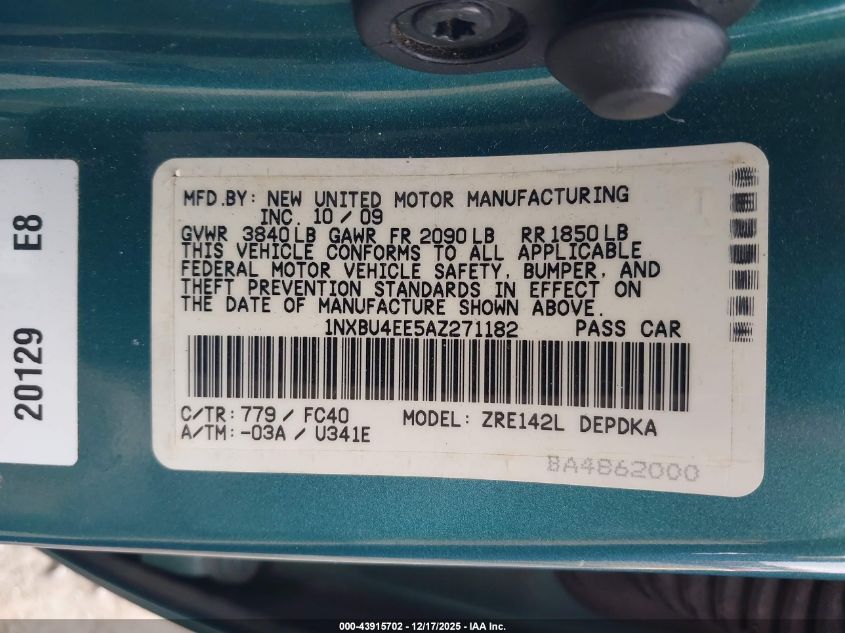 MFD.BY: NEW UNITED MOTOR MANUFACTURING
INC. 10 / 09
GVWR 3840 LB GAWR FR 2090 LB RR 1850 LB
THIS VEHICLE CONFORMS TO ALL APPLICABLE
FEDERAL MOTOR VEHICLE SAFETY, BUMPER, AND
THEFT PREVENTION STANDARDS IN EFFECT ON
THE DATE OF MANUFACTURE SHOWN ABOVE.
1NXBU4EE5AZ271182 PASS CAR
C/TR: 779 / FC40 MODEL: ZRE142L DEPDKA
A/TM: -03A / U341E
BA4862000
20129 E8
000-43915702 - 12/17/2025 - IAA Inc.